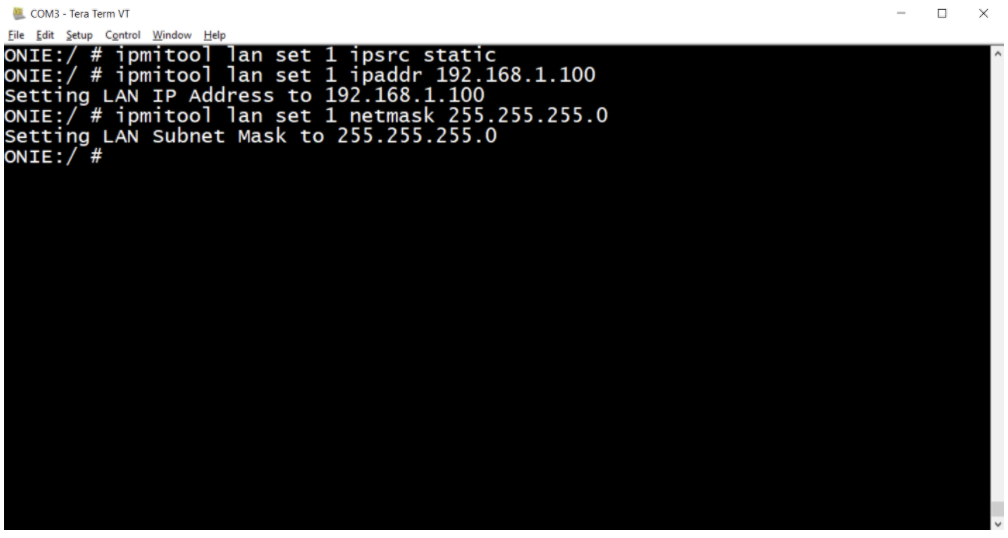 COM3 - Tera Term VT
File Edit Setup Control Window Help
ONIE:/ # ipmitool lan set 1 ipsrc static
ONIE:/ # ipmitool lan set 1 ipaddr 192.168.1.100
Setting LAN IP Address to 192.168.1.100
ONIE:/ # ipmitool lan set 1 netmask 255.255.255.0
Setting LAN Subnet Mask to 255.255.255.0
ONIE:/ #